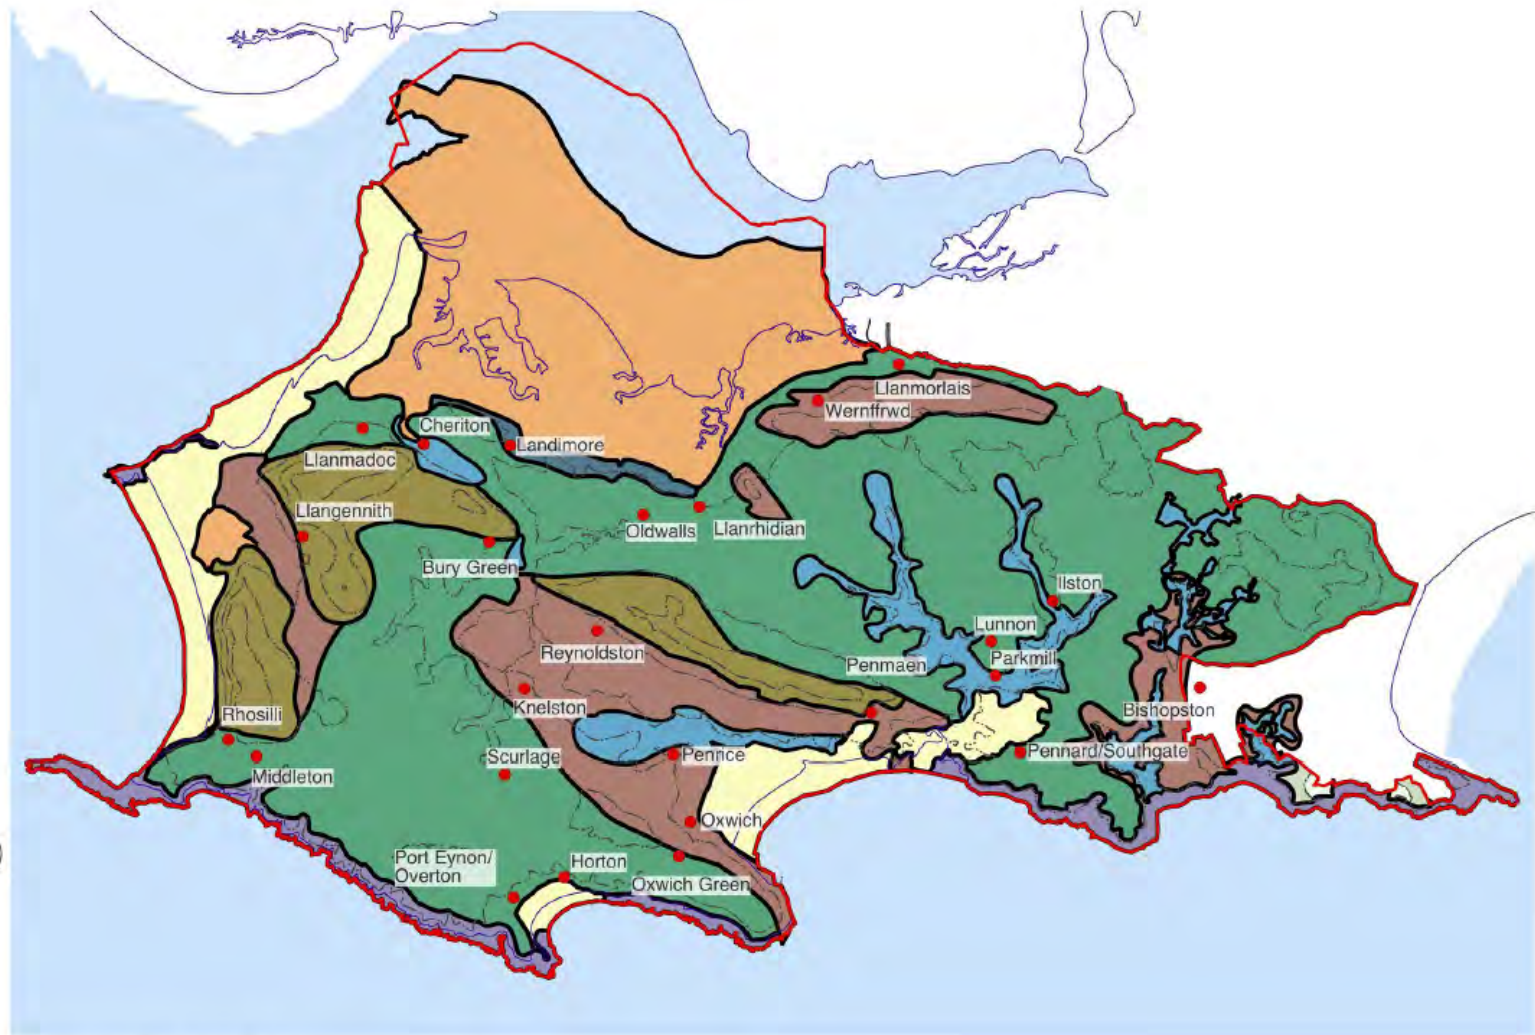 Llanmorlais
Wernffrwd
Cheriton
Landimore
Llanmadoc
Llangennith
Oldwalls
Llanrhidian
Bury Green
Ilston
Lunnon
Reynoldston
Penmaen
Parkmill
Knelston
Bishopston
Rhosilli
Scurlage
Penrice
Pennard/Southgate
Middleton
Oxwich
Port Eynon/
Overton
Horton
Oxwich Green
)